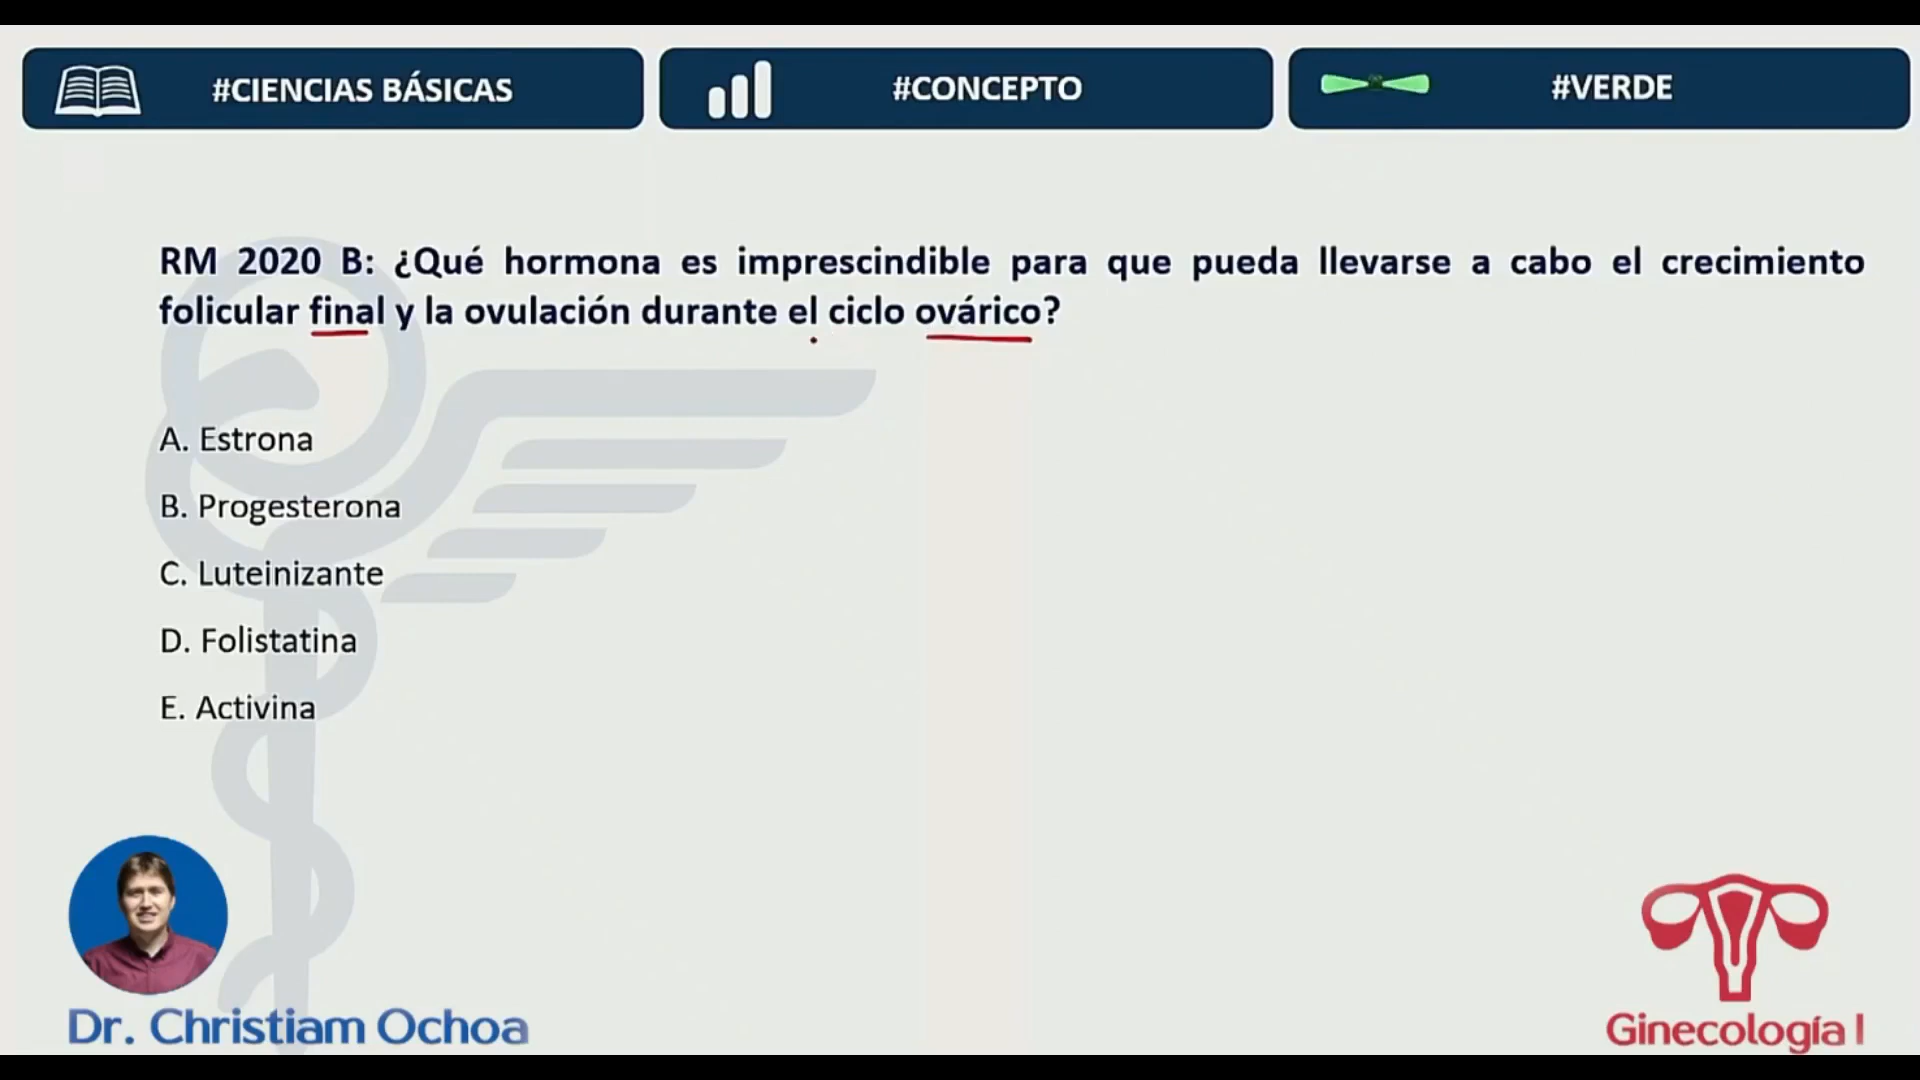 #CIENCIAS BÁSICAS
#CONCEPTO
#VERDE
RM 2020 B: ¿Qué hormona es imprescindible para que pueda llevarse a cabo el crecimiento
folicular final y la ovulación durante el ciclo ovárico?
A. Estrona
B. Progesterona
C. Luteinizante
D. Folistatina
E. Activina
Dr. Christiam Ochoa
Ginecología I